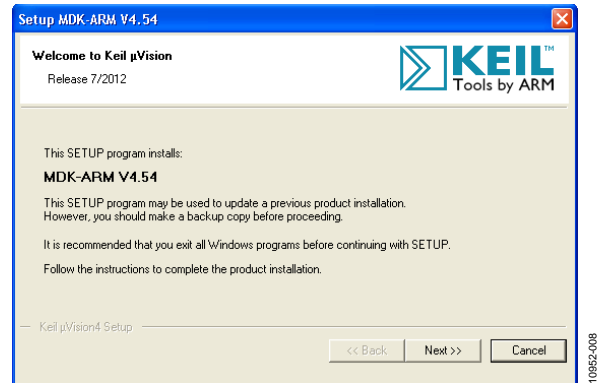 Setup MDK-ARM V4.54
Welcome to Keil µVision
Release 7/2012
KEIL™
Tools by ARM
This SETUP program installs:
MDK-ARM V4.54
This SETUP program may be used to update a previous product installation.
However, you should make a backup copy before proceeding.
It is recommended that you exit all Windows programs before continuing with SETUP.
Follow the instructions to complete the product installation.
Keil µVision4 Setup
<< Back
Next >>
Cancel
10952-008